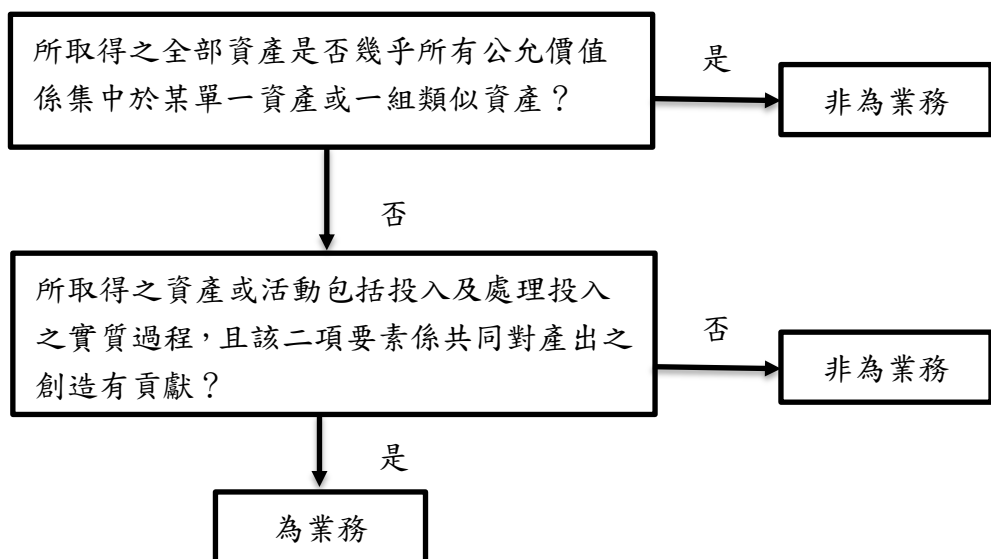 所取得之全部資產是否幾乎所有公允價值
係集中於某單一資產或一組類似資產？
是
非為業務
否
所取得之資產或活動包括投入及處理投入
之實質過程，且該二項要素係共同對產出之
創造有貢獻？
否
非為業務
是
為業務